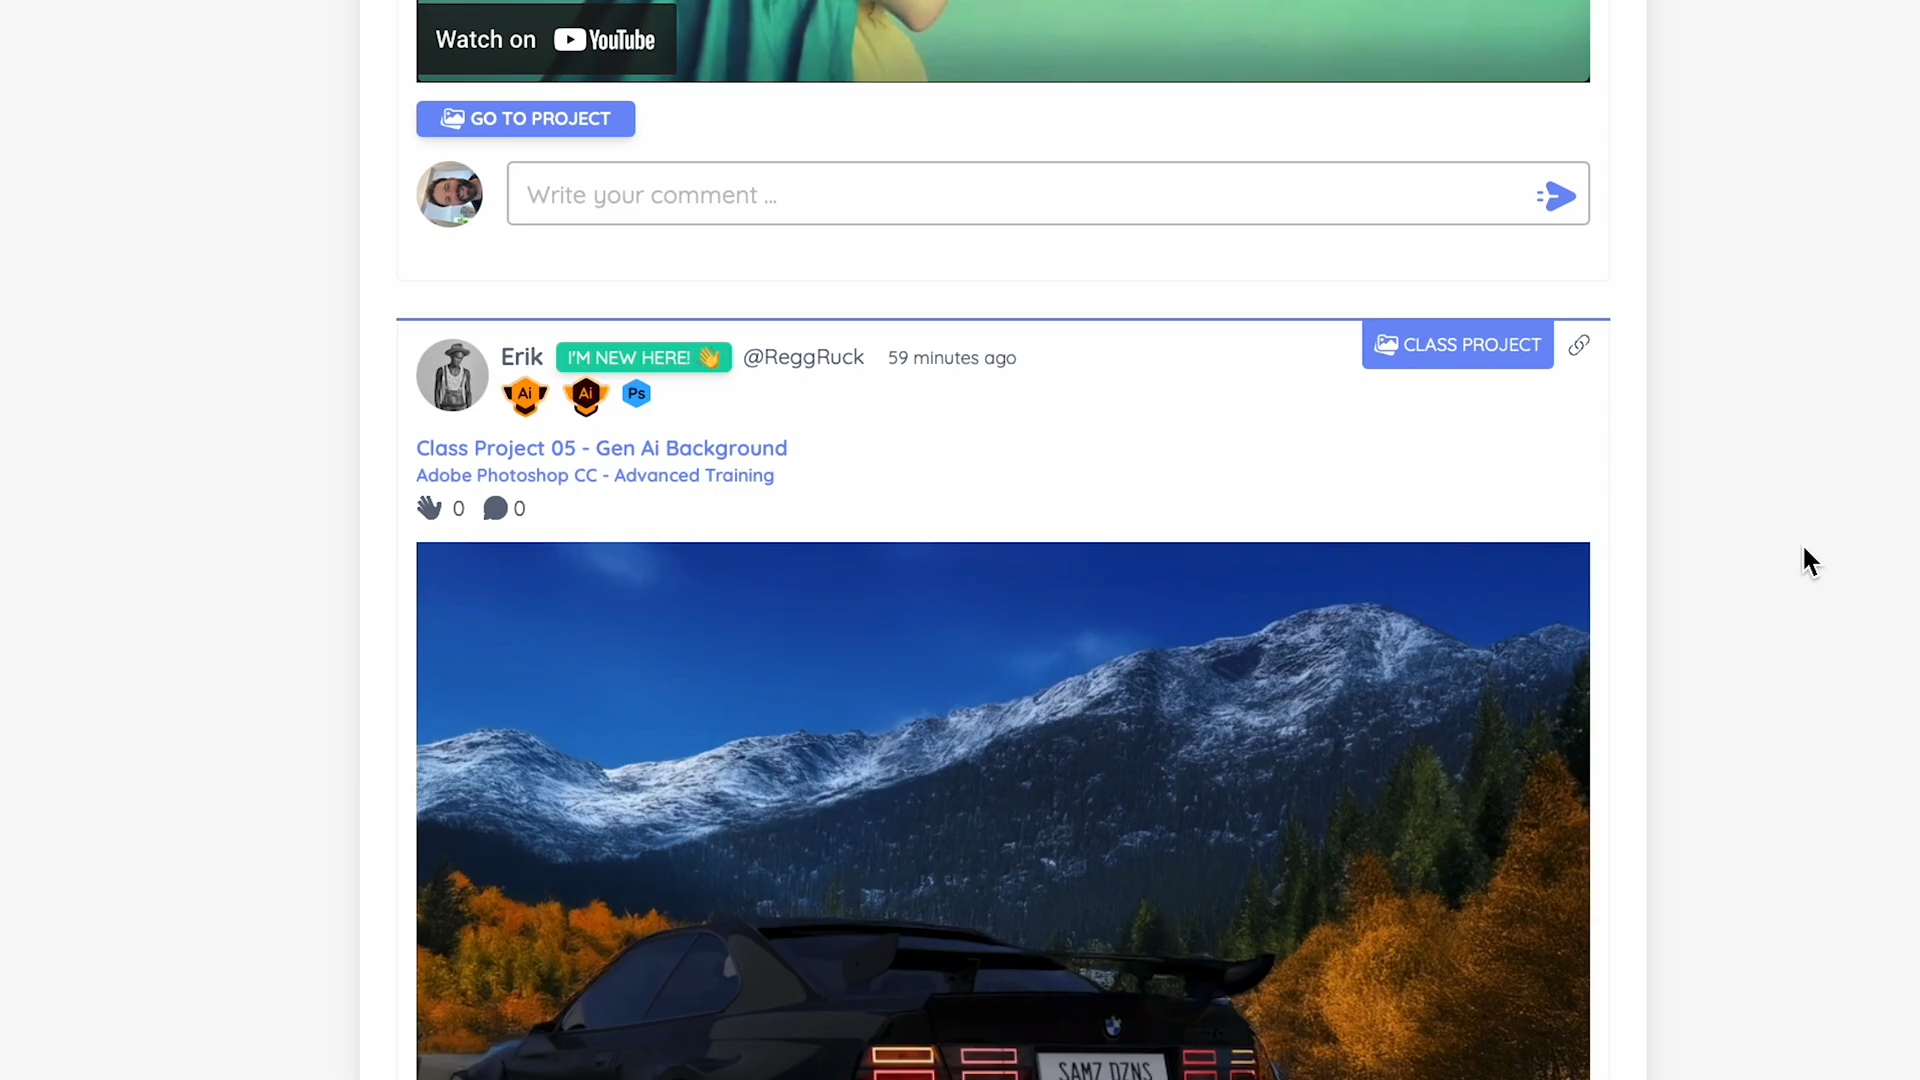 Watch on YouTube
GO TO PROJECT
Write your comment ...
Erik I'M NEW HERE! 👋 @ReggRuck 59 minutes ago
CLASS PROJECT
Ai Ai Ps
Class Project 05 - Gen Ai Background
Adobe Photoshop CC - Advanced Training
0 0
SAMZ DZNS